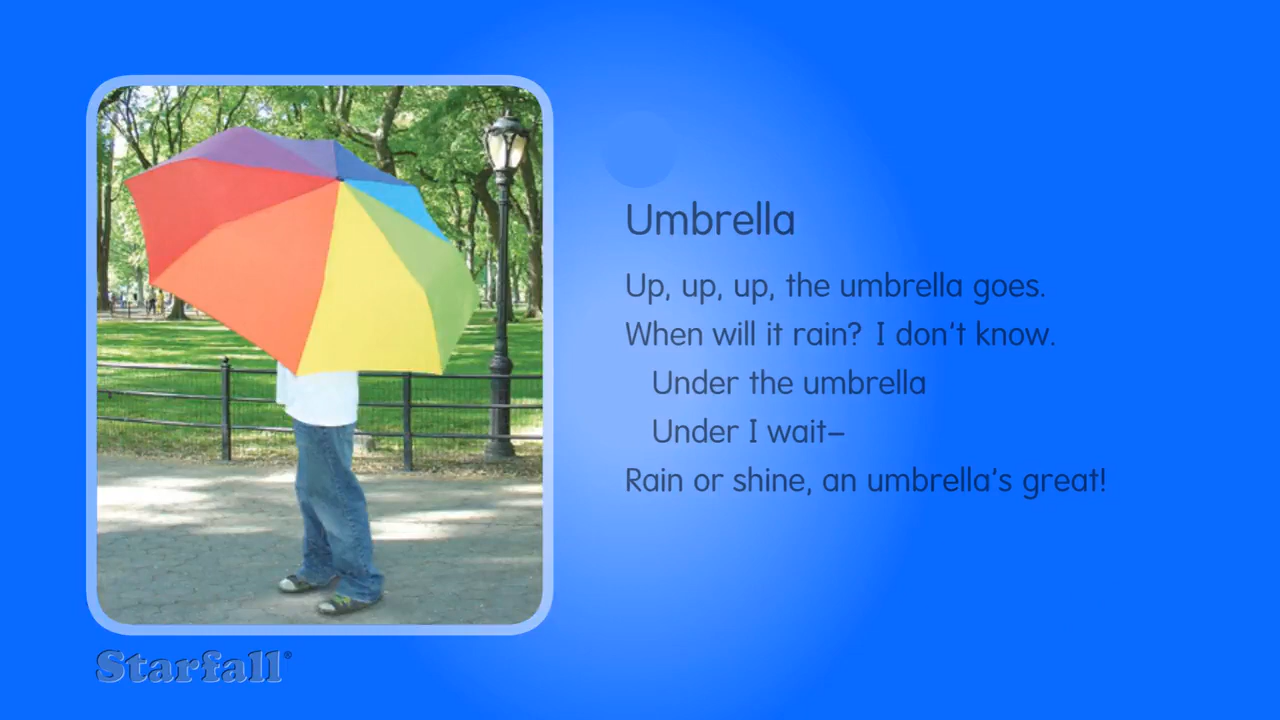 Umbrella
Up, up, up, the umbrella goes.
When will it rain? I don't know.
Under the umbrella
Under I wait–
Rain or shine, an umbrella's great!
Starfall®